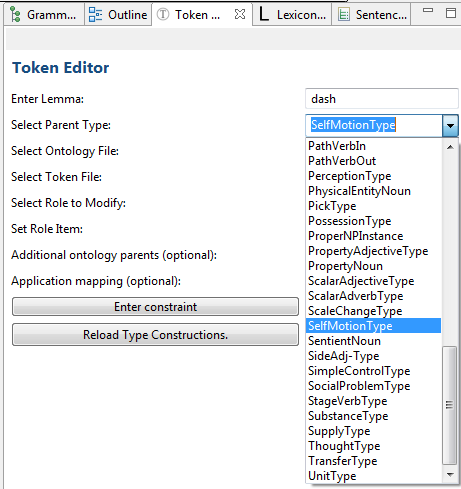 Gramm... Outline Token ... Lexicon... Sentenc...
Token Editor
Enter Lemma: dash
Select Parent Type: SelfMotionType
Select Ontology File:
Select Token File:
Select Role to Modify:
Set Role Item:
Additional ontology parents (optional):
Application mapping (optional):
Enter constraint
Reload Type Constructions.
PathVerbIn
PathVerbOut
PerceptionType
PhysicalEntityNoun
PickType
PossessionType
ProperNPInstance
PropertyAdjectiveType
PropertyNoun
ScalarAdjectiveType
ScalarAdverbType
ScaleChangeType
SelfMotionType
SentientNoun
SideAdj-Type
SimpleControlType
SocialProblemType
StageVerbType
SubstanceType
SupplyType
ThoughtType
TransferType
UnitType